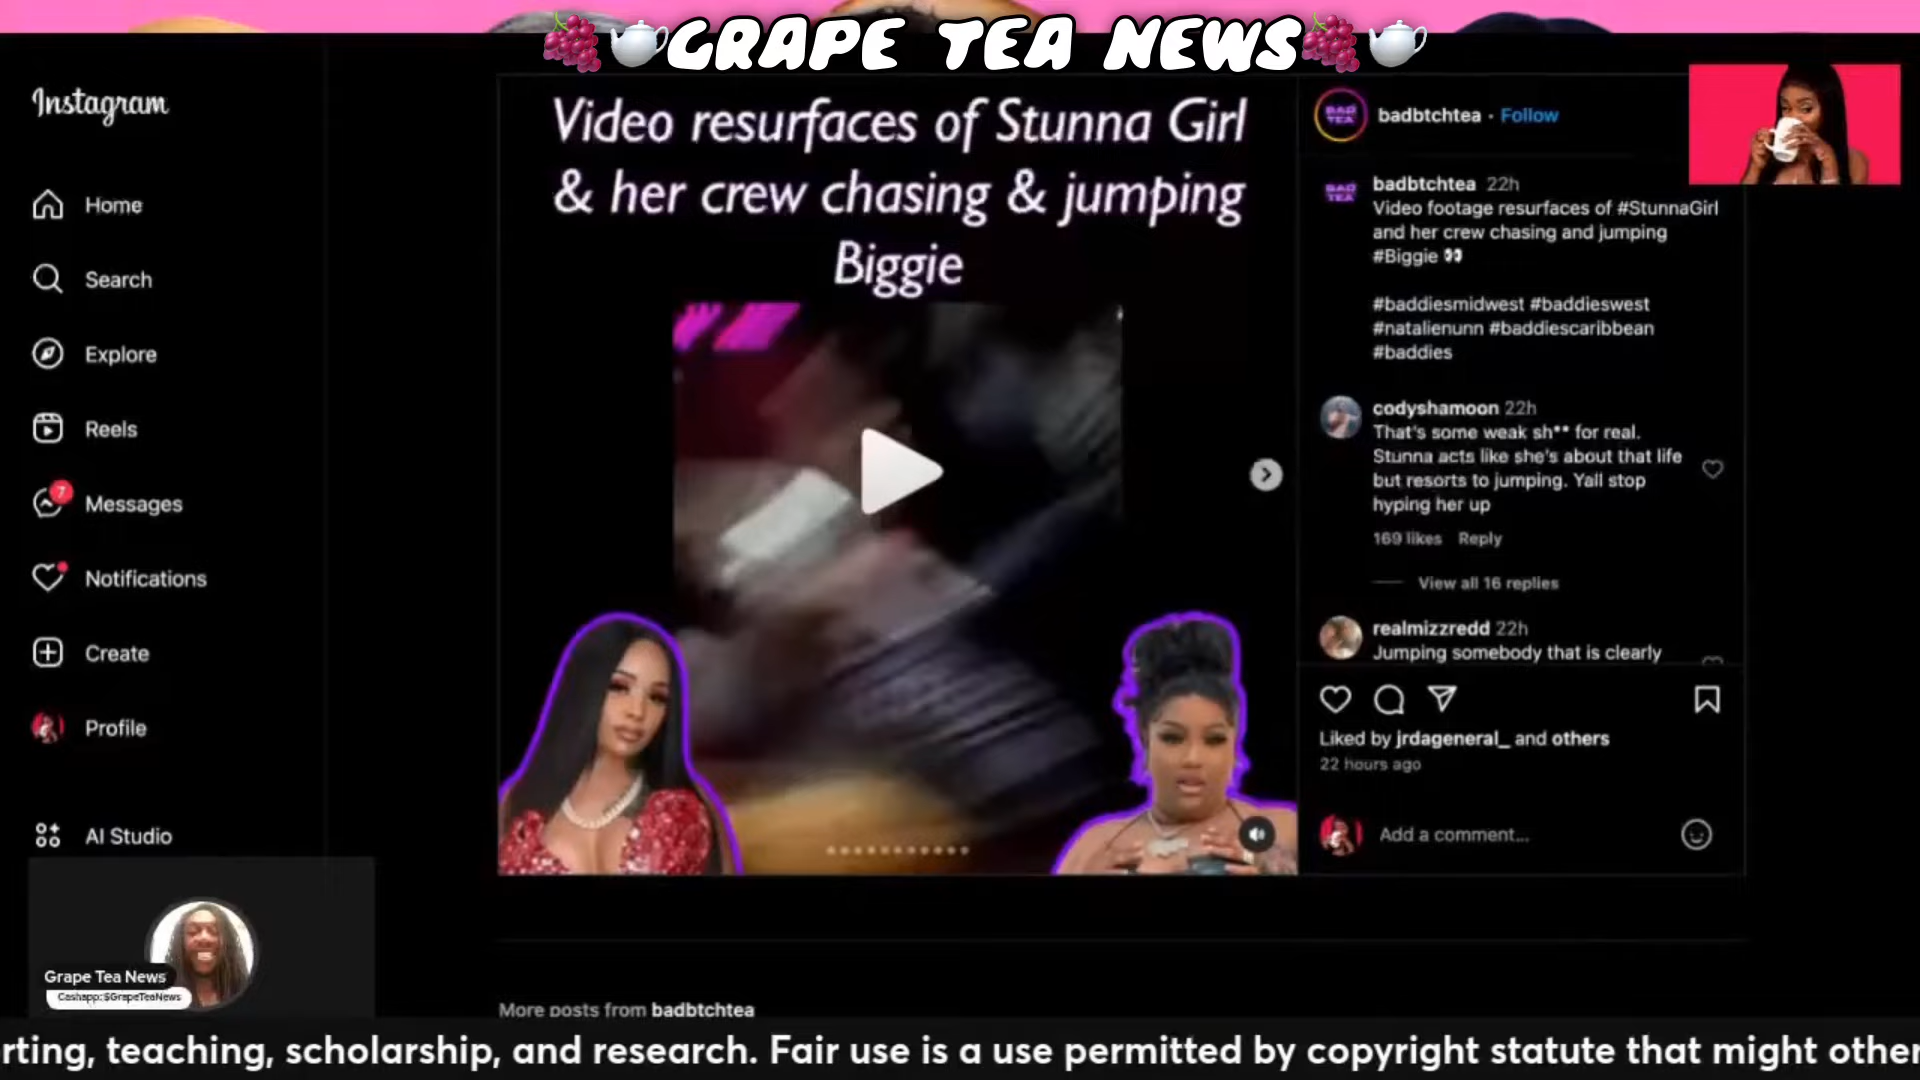 GRAPE TEA NEWS
Instagram
Home
Search
Explore
Reels
7
Messages
Notifications
Create
Profile
AI Studio
Video resurfaces of Stunna Girl
& her crew chasing & jumping
Biggie
BAD
TEA
badbtchtea • Follow
BAD
TEA
badbtchtea 22h
Video footage resurfaces of #StunnaGirl
and her crew chasing and jumping
#Biggie 👀
#baddiesmidwest #baddieswest
#natalienunn #baddiescaribbean
#baddies
codyshamoon 22h
That's some weak sh** for real.
Stunna acts like she's about that life
but resorts to jumping. Yall stop
hyping her up
169 likes Reply
View all 16 replies
realmizzredd 22h
Jumping somebody that is clearly
Liked by jrdageneral_ and others
22 hours ago
Add a comment...
Grape Tea News
Cashapp:$GrapeTeaNews
More posts from badbtchtea
rting, teaching, scholarship, and research. Fair use is a use permitted by copyright statute that might other